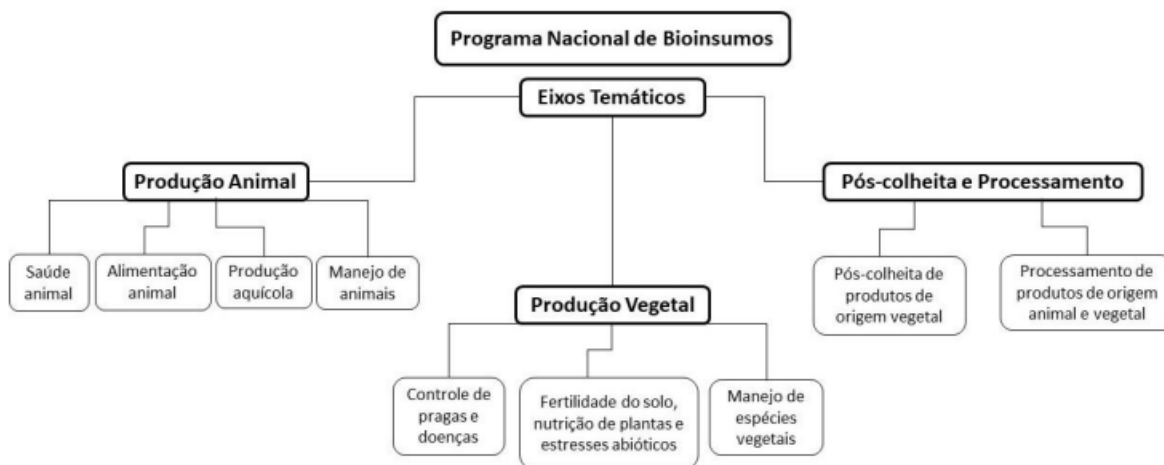 Programa Nacional de Bioinsumos
Eixos Temáticos
Produção Animal
Saúde
animal
Alimentação
animal
Produção
aquícola
Manejo de
animais
Produção Vegetal
Controle de
pragas e
doenças
Fertilidade do solo,
nutrição de plantas e
estresses abióticos
Manejo de
espécies
vegetais
Pós-colheita e Processamento
Pós-colheita de
produtos de
origem vegetal
Processamento de
produtos de origem
animal e vegetal